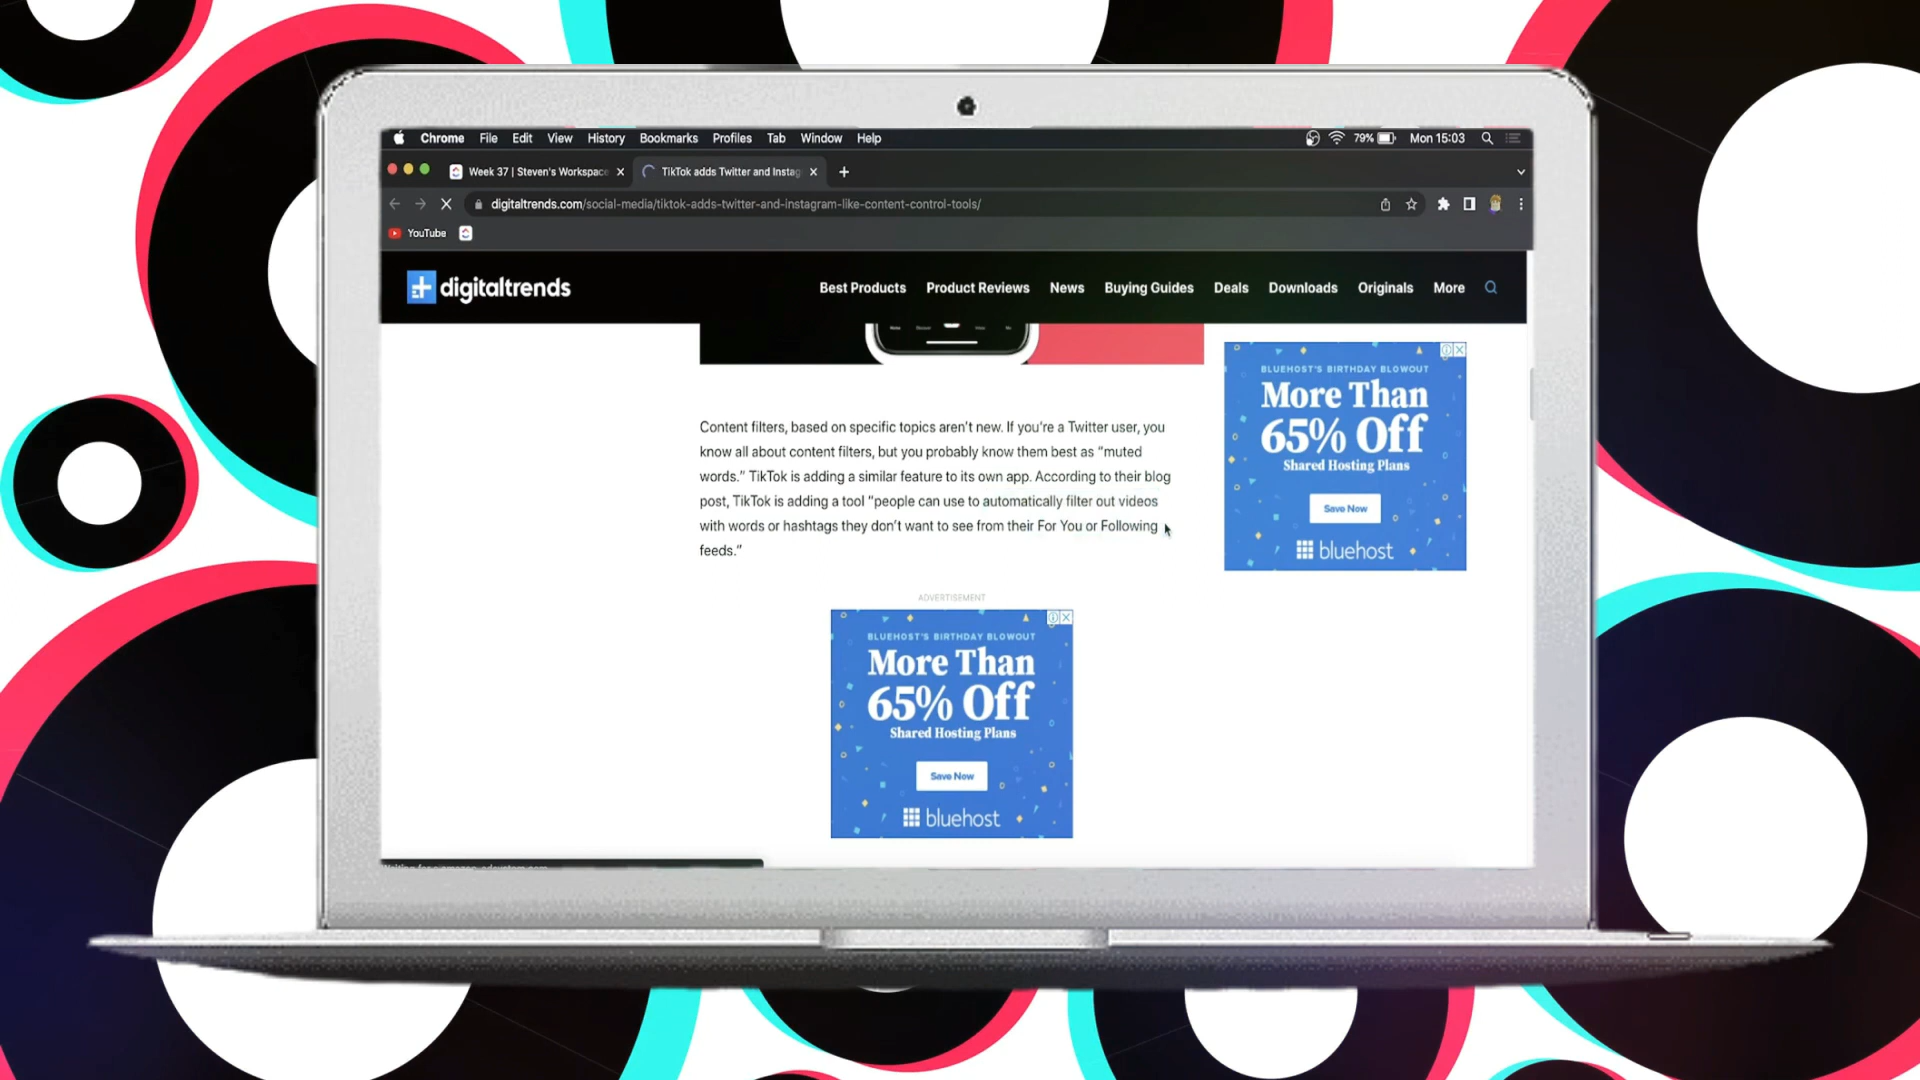 Chrome File Edit View History Bookmarks Profiles Tab Window Help 79% Mon 15:03
Week 37 | Steven's Workspace TikTok adds Twitter and Instag
digitaltrends.com/social-media/tiktok-adds-twitter-and-instagram-like-content-control-tools/
YouTube
digitaltrends Best Products Product Reviews News Buying Guides Deals Downloads Originals More
Content filters, based on specific topics aren't new. If you're a Twitter user, you
know all about content filters, but you probably know them best as “muted
words.” TikTok is adding a similar feature to its own app. According to their blog
post, TikTok is adding a tool “people can use to automatically filter out videos
with words or hashtags they don't want to see from their For You or Following
feeds.”
BLUEHOST'S BIRTHDAY BLOWOUT
More Than
65% Off
Shared Hosting Plans
Save Now
bluehost
ADVERTISEMENT
BLUEHOST'S BIRTHDAY BLOWOUT
More Than
65% Off
Shared Hosting Plans
Save Now
bluehost